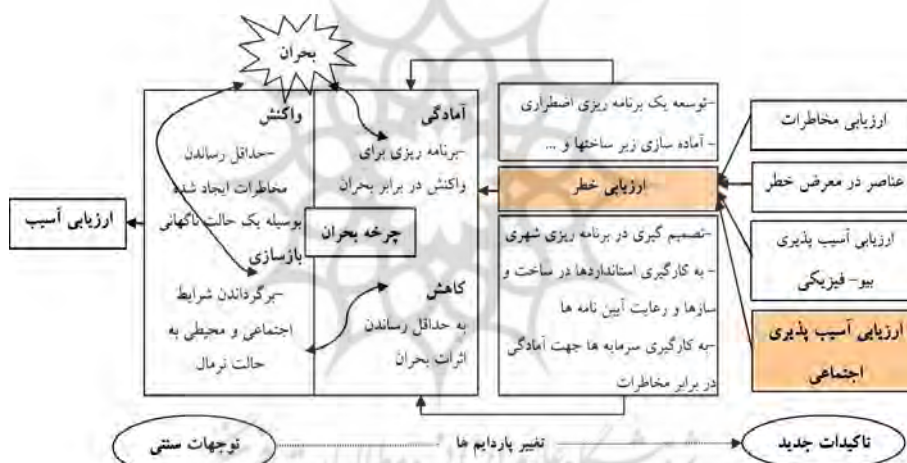 بحران
آمادگی
-برنامه ریزی برای
واکنش در برابر بحران
کاهش
به حداقل رساندن
اثرات بحران
واکنش
-حداقل رساندن
مخاطرات ایجاد شده
بوسیله یک حالت ناگهانی
بازسازی
-برگرداندن شرایط
اجتماعی و محیطی به
حالت نرمال
چرخه بحران
ارزیابی آسیب
-توسعه یک برنامه ریزی اضطراری
- آماده سازی زیر ساختها و ...
ارزیابی خطر
-تصمیم گیری در برنامه ریزی شهری
- به کارگیری استانداردها در ساخت و
سازها و رعایت آیین نامه ها
-به کارگیری سرمایه ها جهت آمادگی
در برابر مخاطرات
ارزیابی مخاطرات
عناصر در معرض خطر
ارزیابی آسیب پذیری
بیو- فیزیکی
ارزیابی آسیب پذیری
اجتماعی
تاکیدات جدید
تغییر پاردایم ها
توجهات سنتی